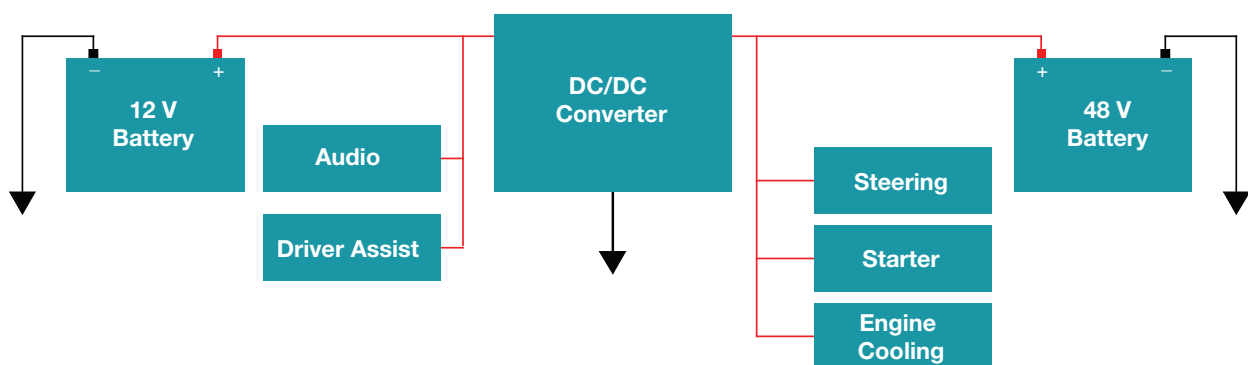 − +
12 V
Battery
Audio
Driver Assist
DC/DC
Converter
+ −
48 V
Battery
Steering
Starter
Engine
Cooling